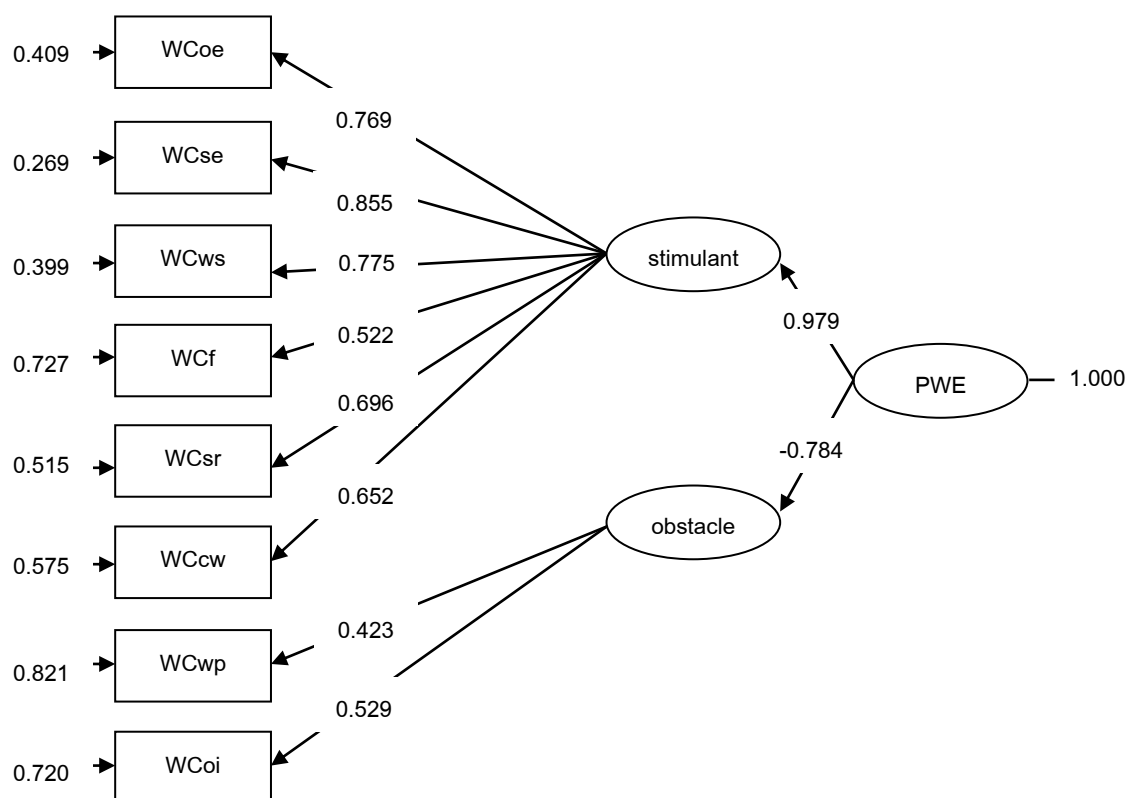 0.409 WCoe
0.769
0.269 WCse
0.855
0.399 WCws 0.775 stimulant
0.979
0.727 WCf 0.522
PWE 1.000
0.696
0.515 WCsr -0.784
0.652
obstacle
0.575 WCcw
0.423
0.821 WCwp
0.529
0.720 WCoi